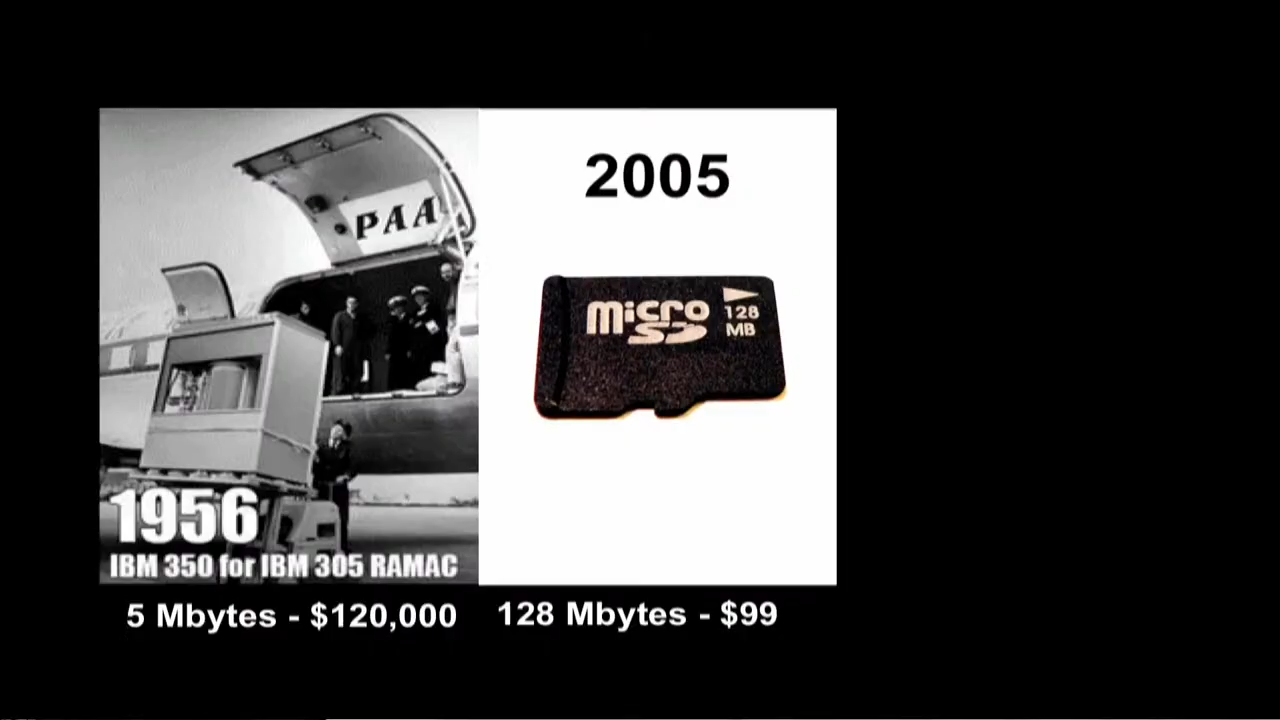 PAA
1956
IBM 350 for IBM 305 RAMAC
5 Mbytes - $120,000
2005
micro
SD
128
MB
128 Mbytes - $99